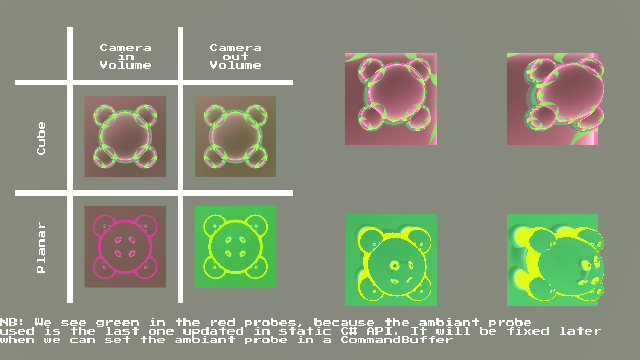 Camera
in
Volume
Camera
out
Volume
Cube
Planar
NB: We see green in the red probes, because the ambiant probe
used is the last one updated in static C# API. It will be fixed later
when we can set the ambiant probe in a CommandBuffer